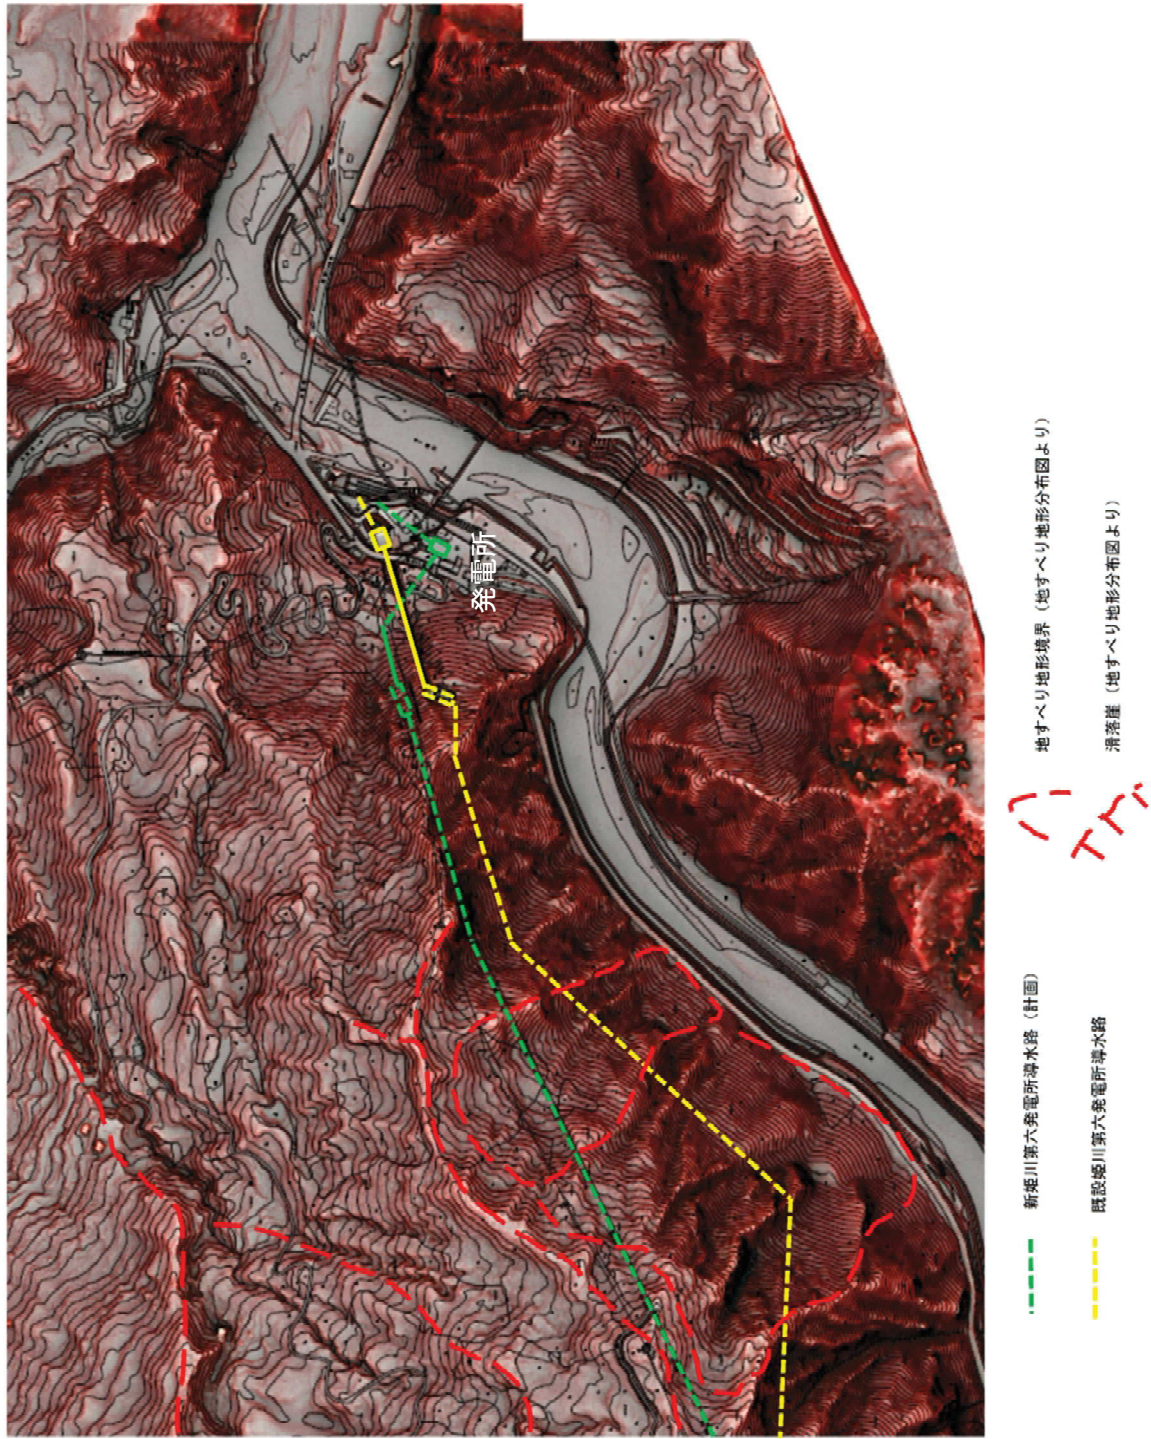 発電所
地すべり地形境界（地すべり地形分布図より）
滑落崖（地すべり地形分布図より）
新姫川第六発電所導水路（計画）
既設姫川第六発電所導水路